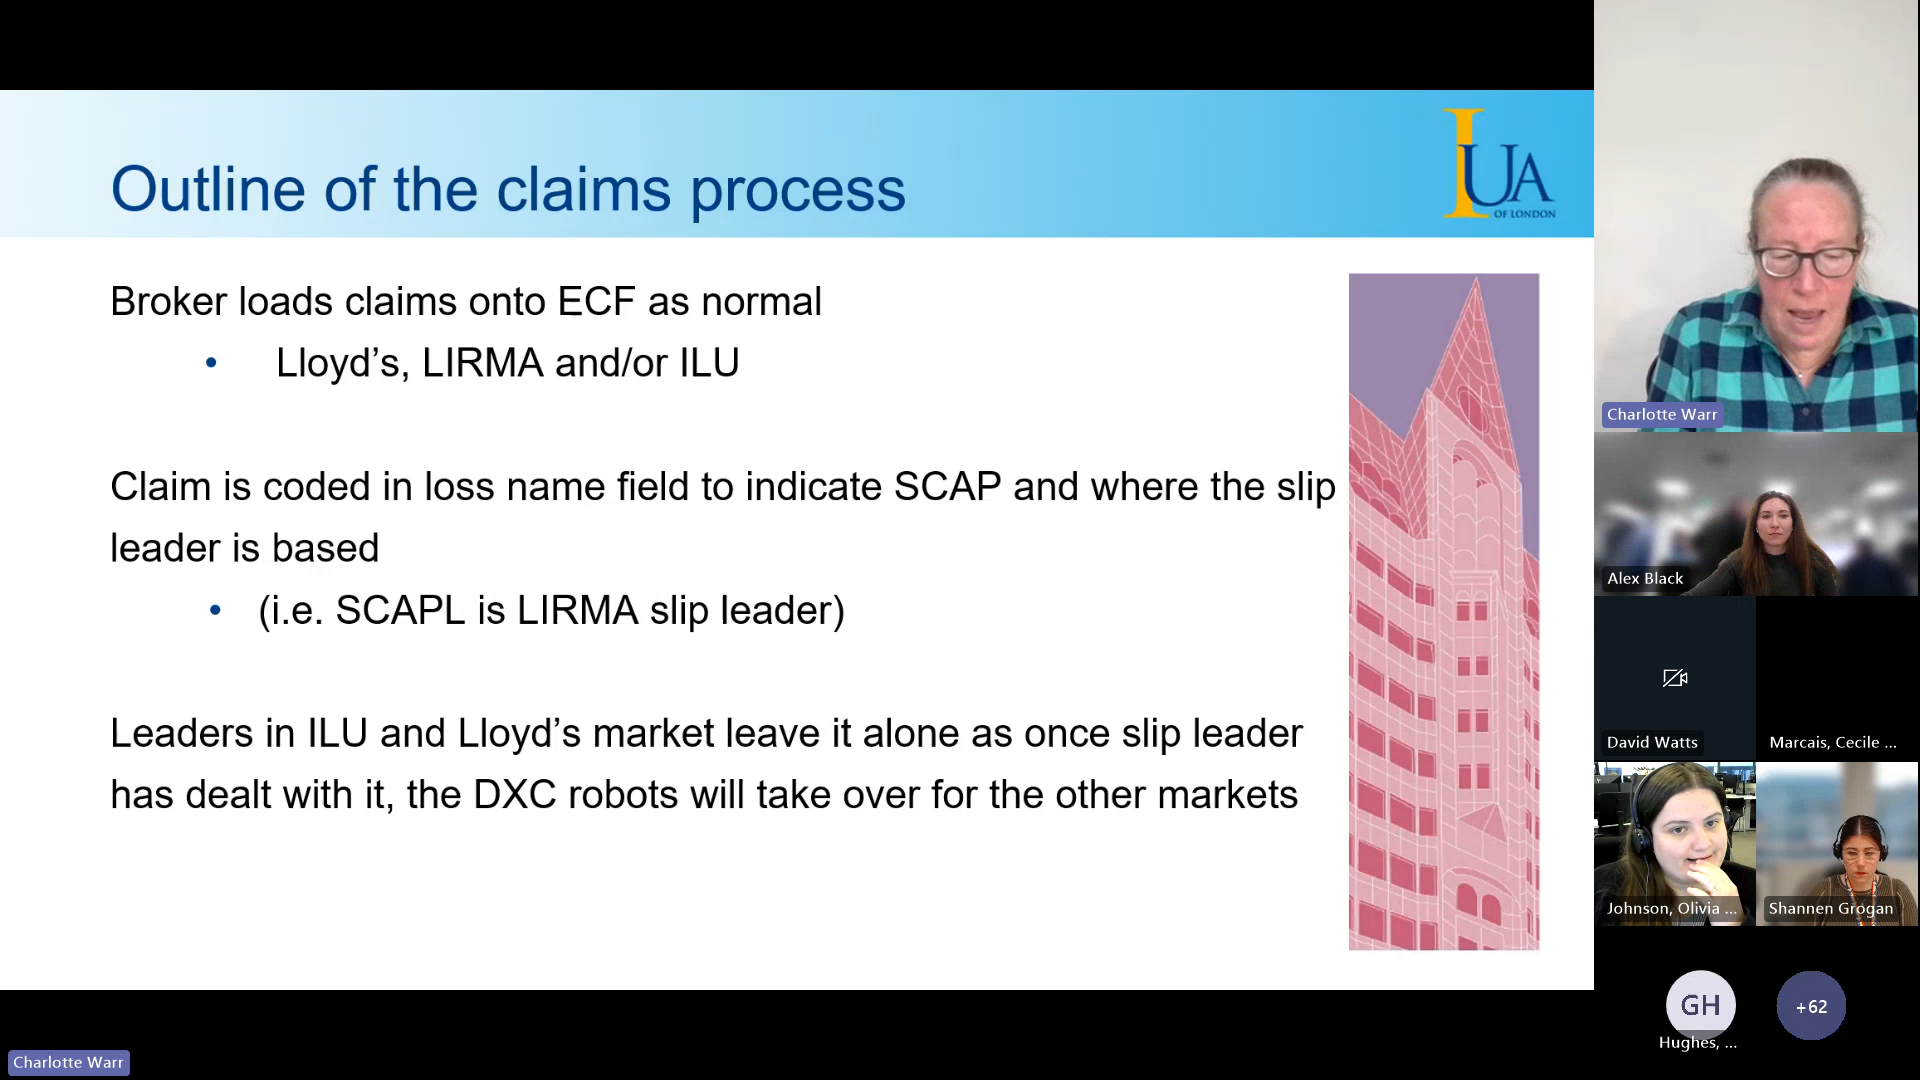 Outline of the claims process
IUA
OF LONDON
Broker loads claims onto ECF as normal
• Lloyd’s, LIRMA and/or ILU
Claim is coded in loss name field to indicate SCAP and where the slip
leader is based
• (i.e. SCAPL is LIRMA slip leader)
Leaders in ILU and Lloyd’s market leave it alone as once slip leader
has dealt with it, the DXC robots will take over for the other markets
Charlotte Warr
Alex Black
David Watts
Marcais, Cecile ...
Johnson, Olivia ...
Shannen Grogan
GH
+62
Hughes, ...
Charlotte Warr